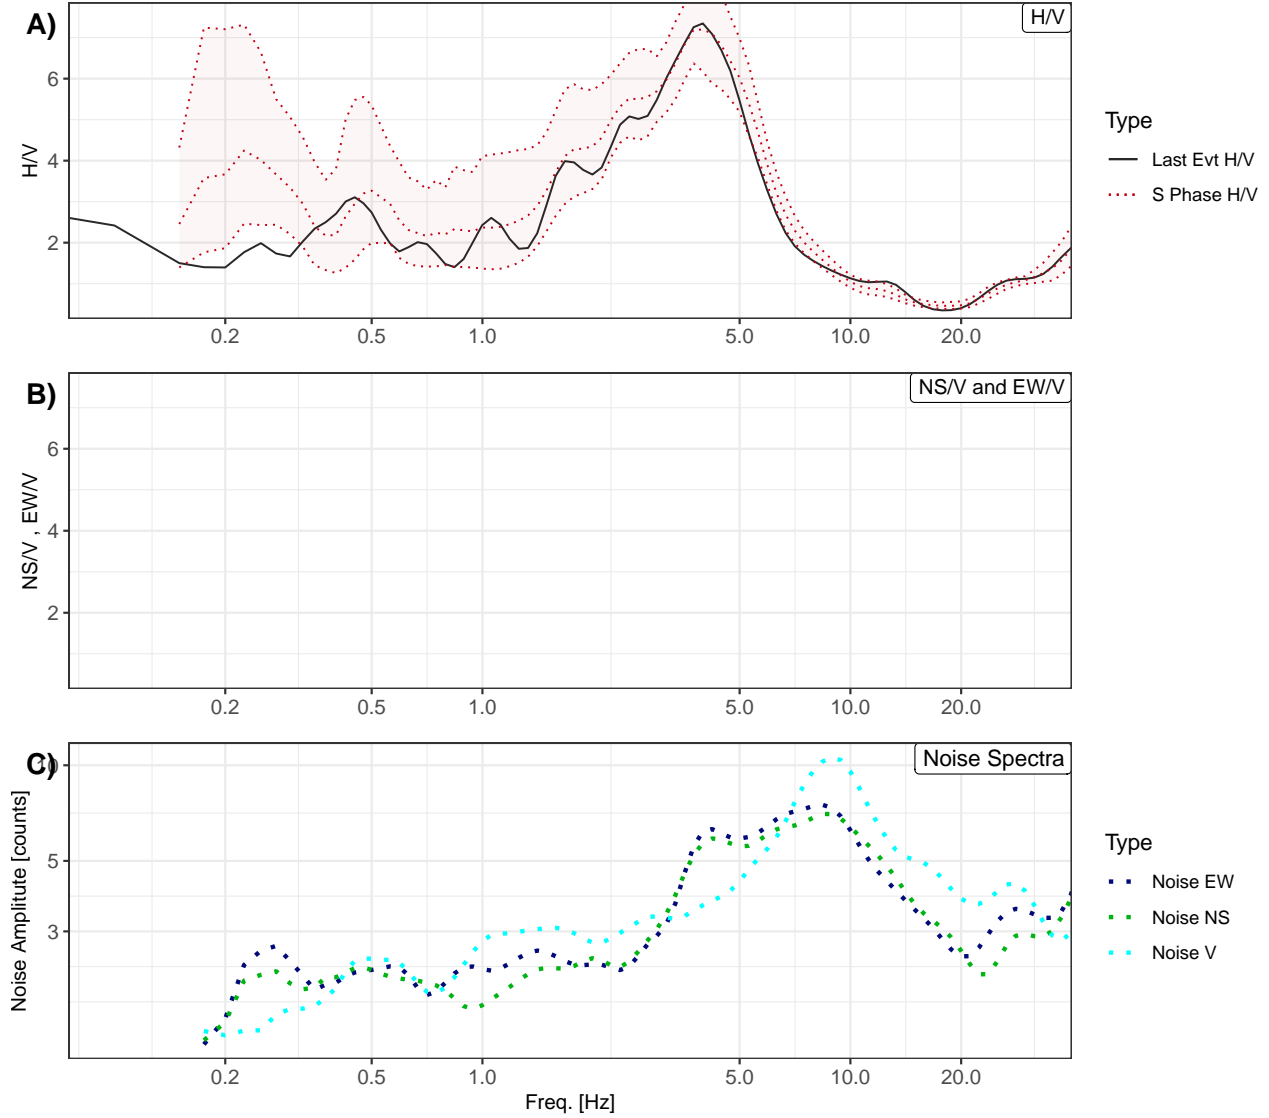 A)
H/V
H/V
6
4
2
0.2 0.5 1.0 5.0 10.0 20.0
Type
Last Evt H/V
S Phase H/V
B)
NS/V and EW/V
NS/V , EW/V
6
4
2
0.2 0.5 1.0 5.0 10.0 20.0
C)
Noise Spectra
Noise Amplitute [counts]
10
5
3
0.2 0.5 1.0 5.0 10.0 20.0
Freq. [Hz]
Type
Noise EW
Noise NS
Noise V